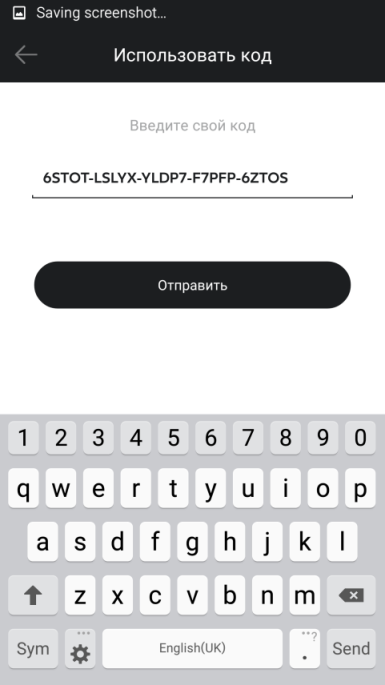 Saving screenshot...
Использовать код
Введите свой код
6STOT-LSLYX-YLDP7-F7PFP-6ZTOS
Отправить
1 2 3 4 5 6 7 8 9 0
q w e r t y u i o p
a s d f g h j k l
z x c v b n m
Sym ... English(UK) ,,? . Send